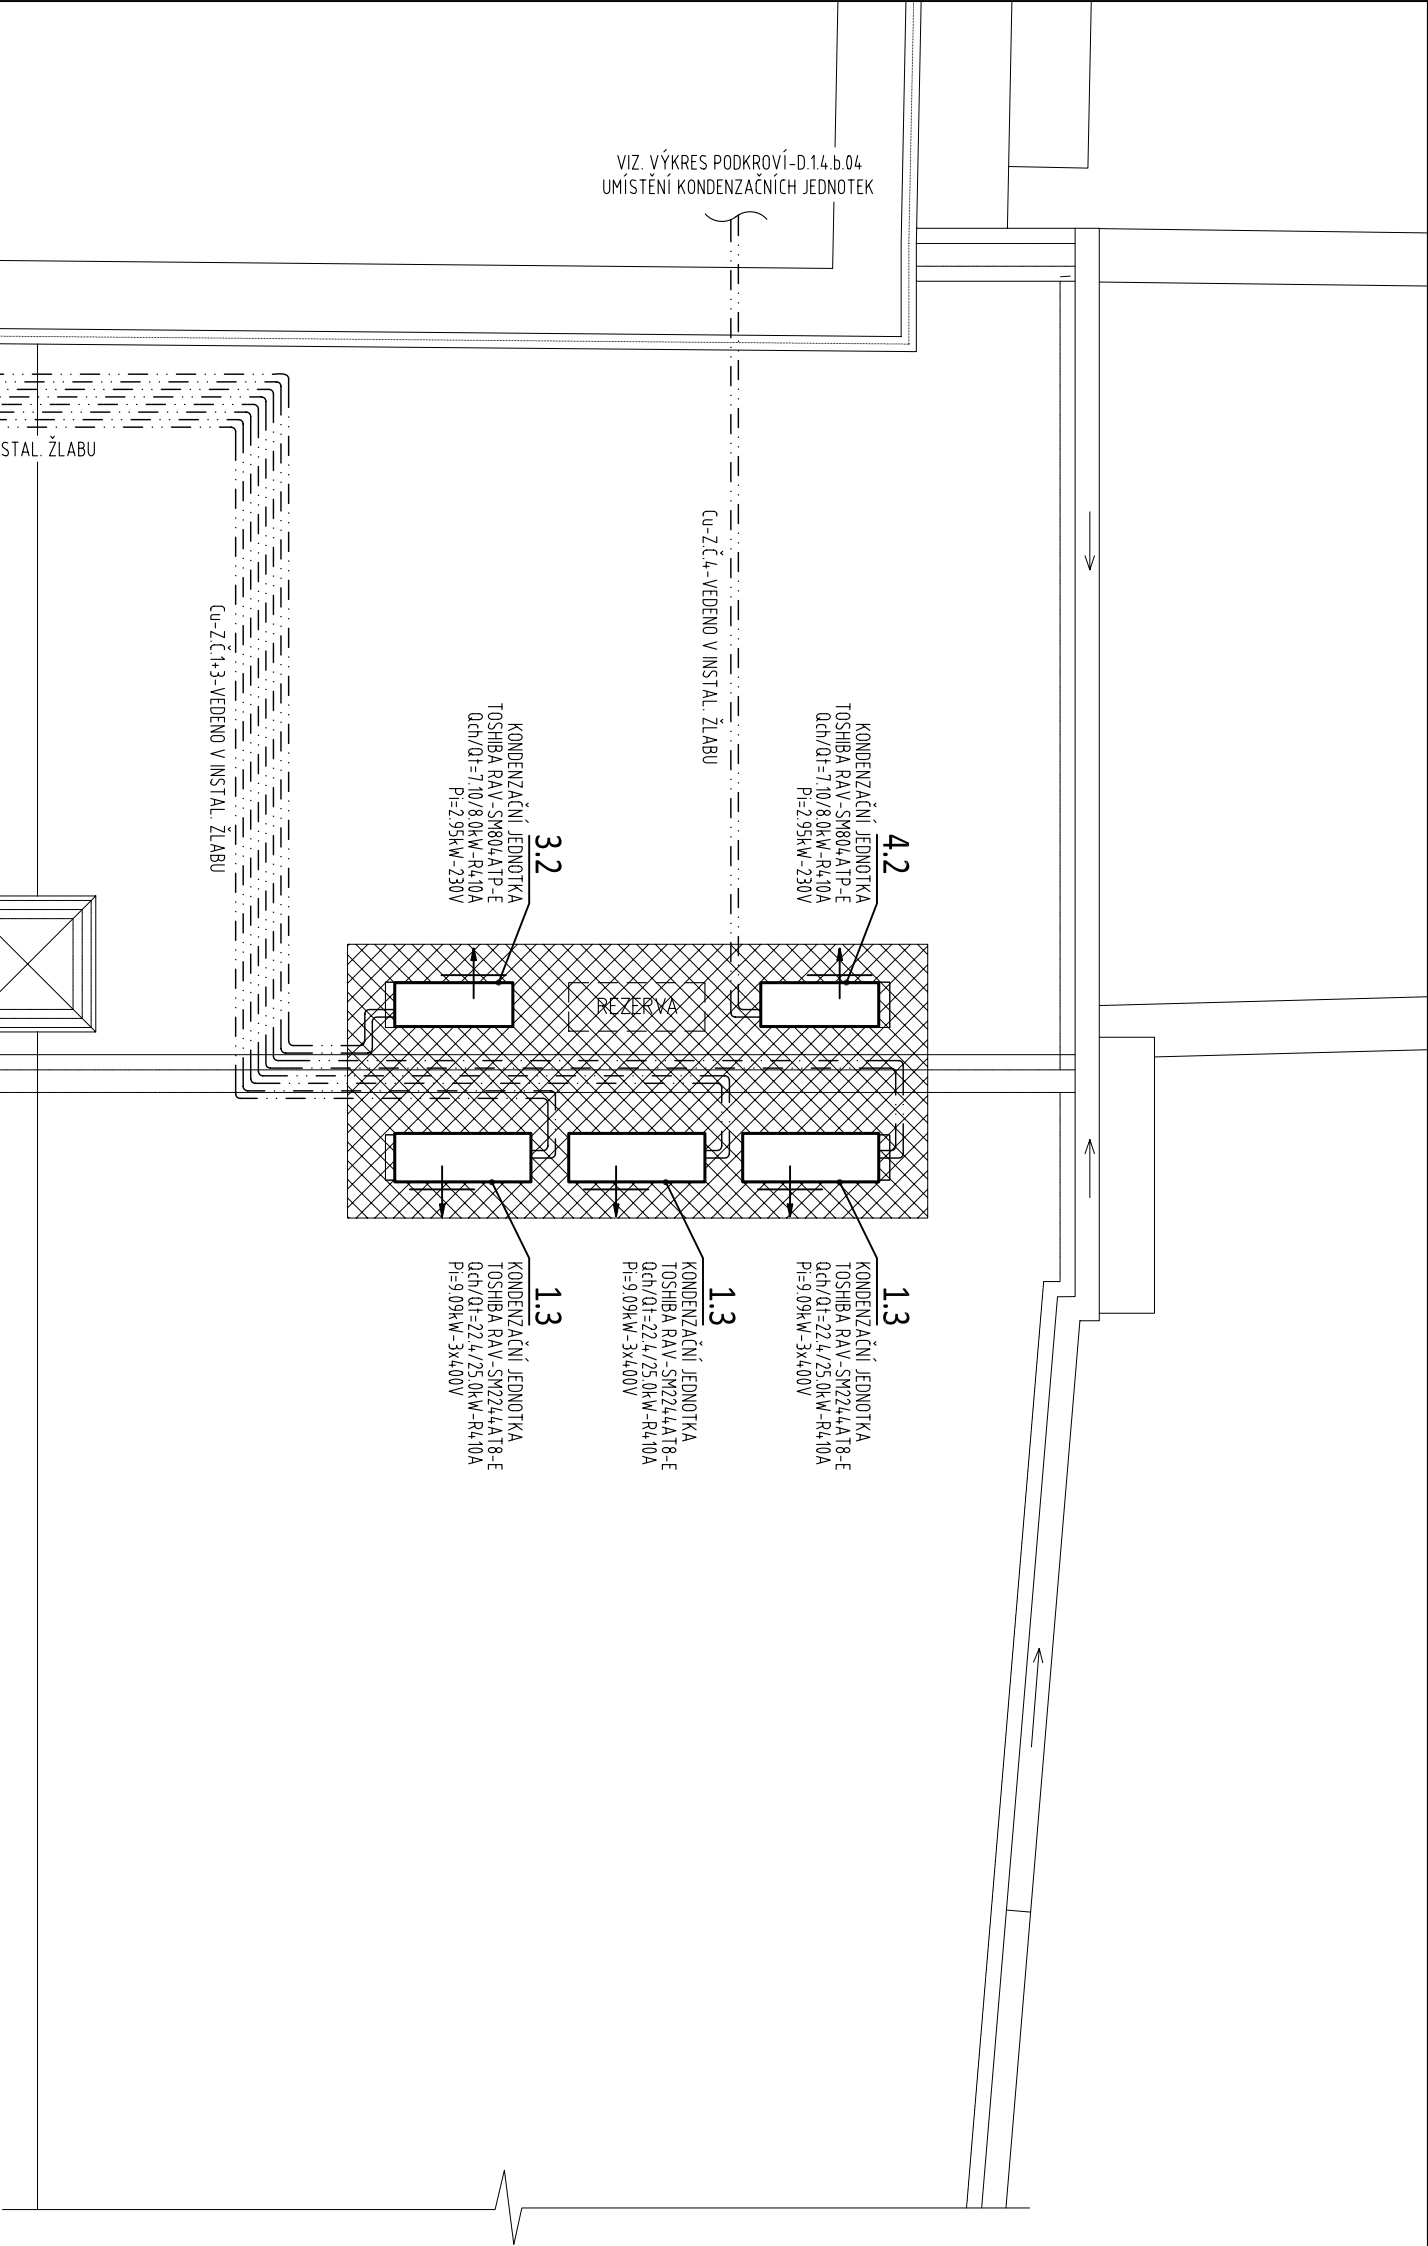 VIZ. VÝKRES PODKROVÍ-D.1.4.b.04
UMÍSTĚNÍ KONDENZAČNÍCH JEDNOTEK
STAL. ŽLABU
Cu-Z.Č.1+3-VEDENO V INSTAL. ŽLABU
Cu-Z.Č.4-VEDENO V INSTAL. ŽLABU
4.2
KONDENZAČNÍ JEDNOTKA
TOSHIBA RAV-SM804ATP-E
Qch/Qt=7.10/8.0kW-R410A
Pi=2.95kW-230V
3.2
KONDENZAČNÍ JEDNOTKA
TOSHIBA RAV-SM804ATP-E
Qch/Qt=7.10/8.0kW-R410A
Pi=2.95kW-230V
REZERVA
1.3
KONDENZAČNÍ JEDNOTKA
TOSHIBA RAV-SM2244AT8-E
Qch/Qt=22.4/25.0kW-R410A
Pi=9.09kW-3x400V
1.3
KONDENZAČNÍ JEDNOTKA
TOSHIBA RAV-SM2244AT8-E
Qch/Qt=22.4/25.0kW-R410A
Pi=9.09kW-3x400V
1.3
KONDENZAČNÍ JEDNOTKA
TOSHIBA RAV-SM2244AT8-E
Qch/Qt=22.4/25.0kW-R410A
Pi=9.09kW-3x400V